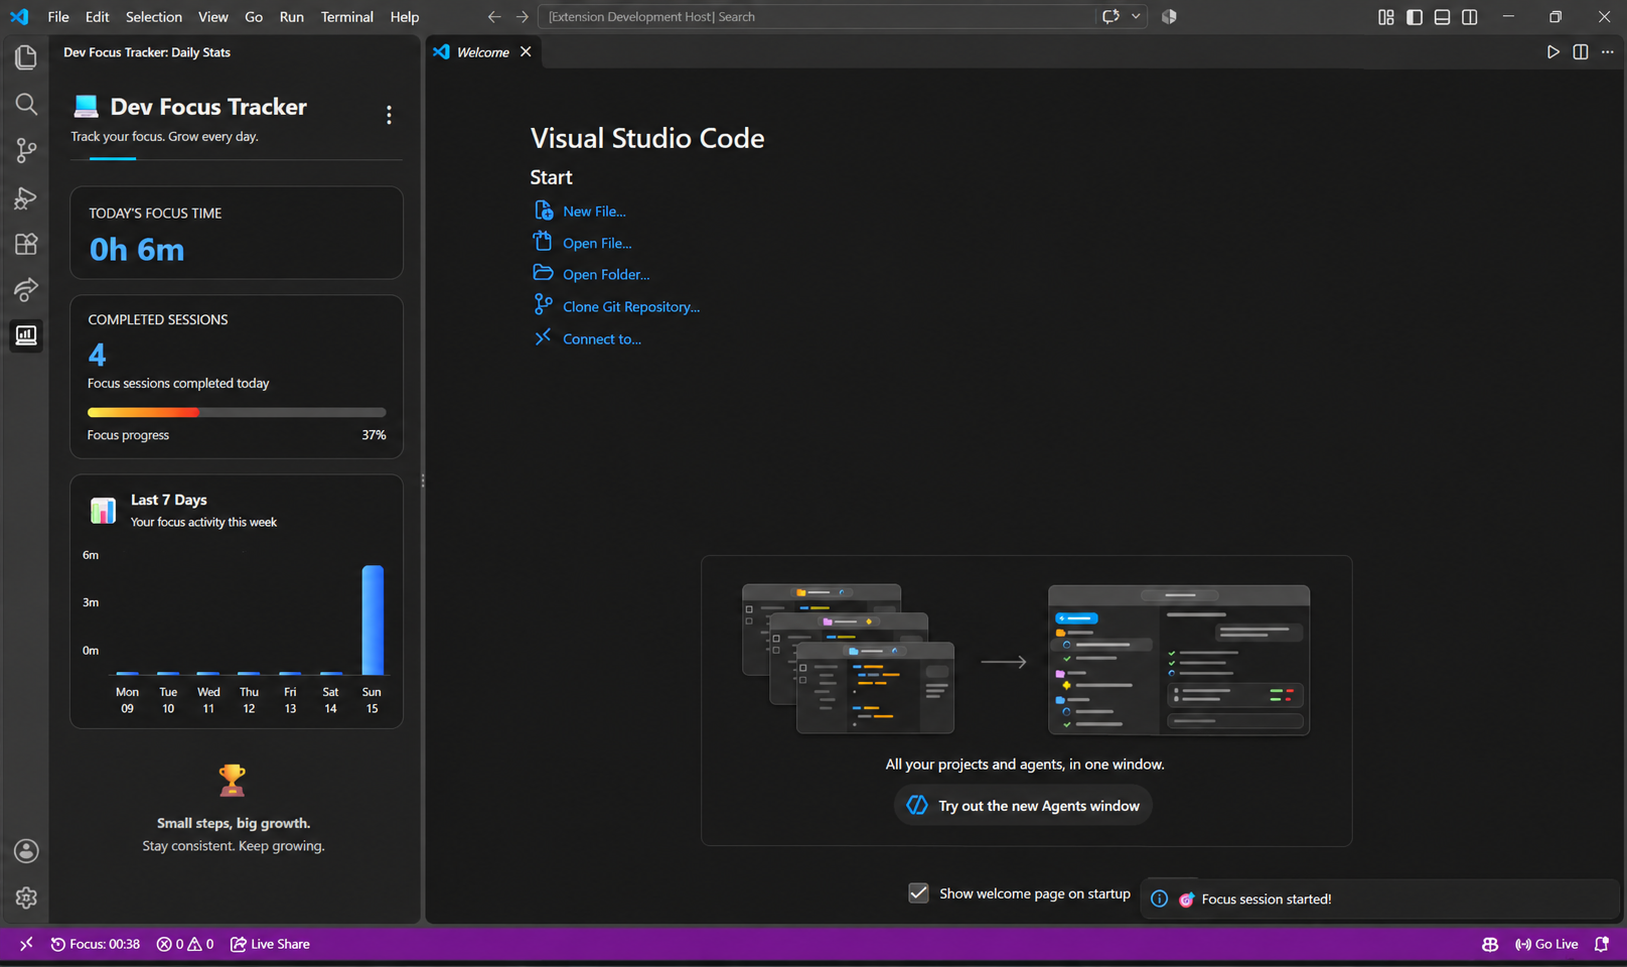 File Edit Selection View Go Run Terminal Help
[Extension Development Host] Search
Dev Focus Tracker: Daily Stats
Welcome
Dev Focus Tracker
Track your focus. Grow every day.
TODAY'S FOCUS TIME
0h 6m
COMPLETED SESSIONS
4
Focus sessions completed today
Focus progress 37%
Last 7 Days
Your focus activity this week
6m
3m
0m
Mon Tue Wed Thu Fri Sat Sun
09 10 11 12 13 14 15
Small steps, big growth.
Stay consistent. Keep growing.
Visual Studio Code
Start
New File...
Open File...
Open Folder...
Clone Git Repository...
Connect to...
All your projects and agents, in one window.
Try out the new Agents window
Show welcome page on startup
Focus session started!
Focus: 00:38 0 0 Live Share Go Live